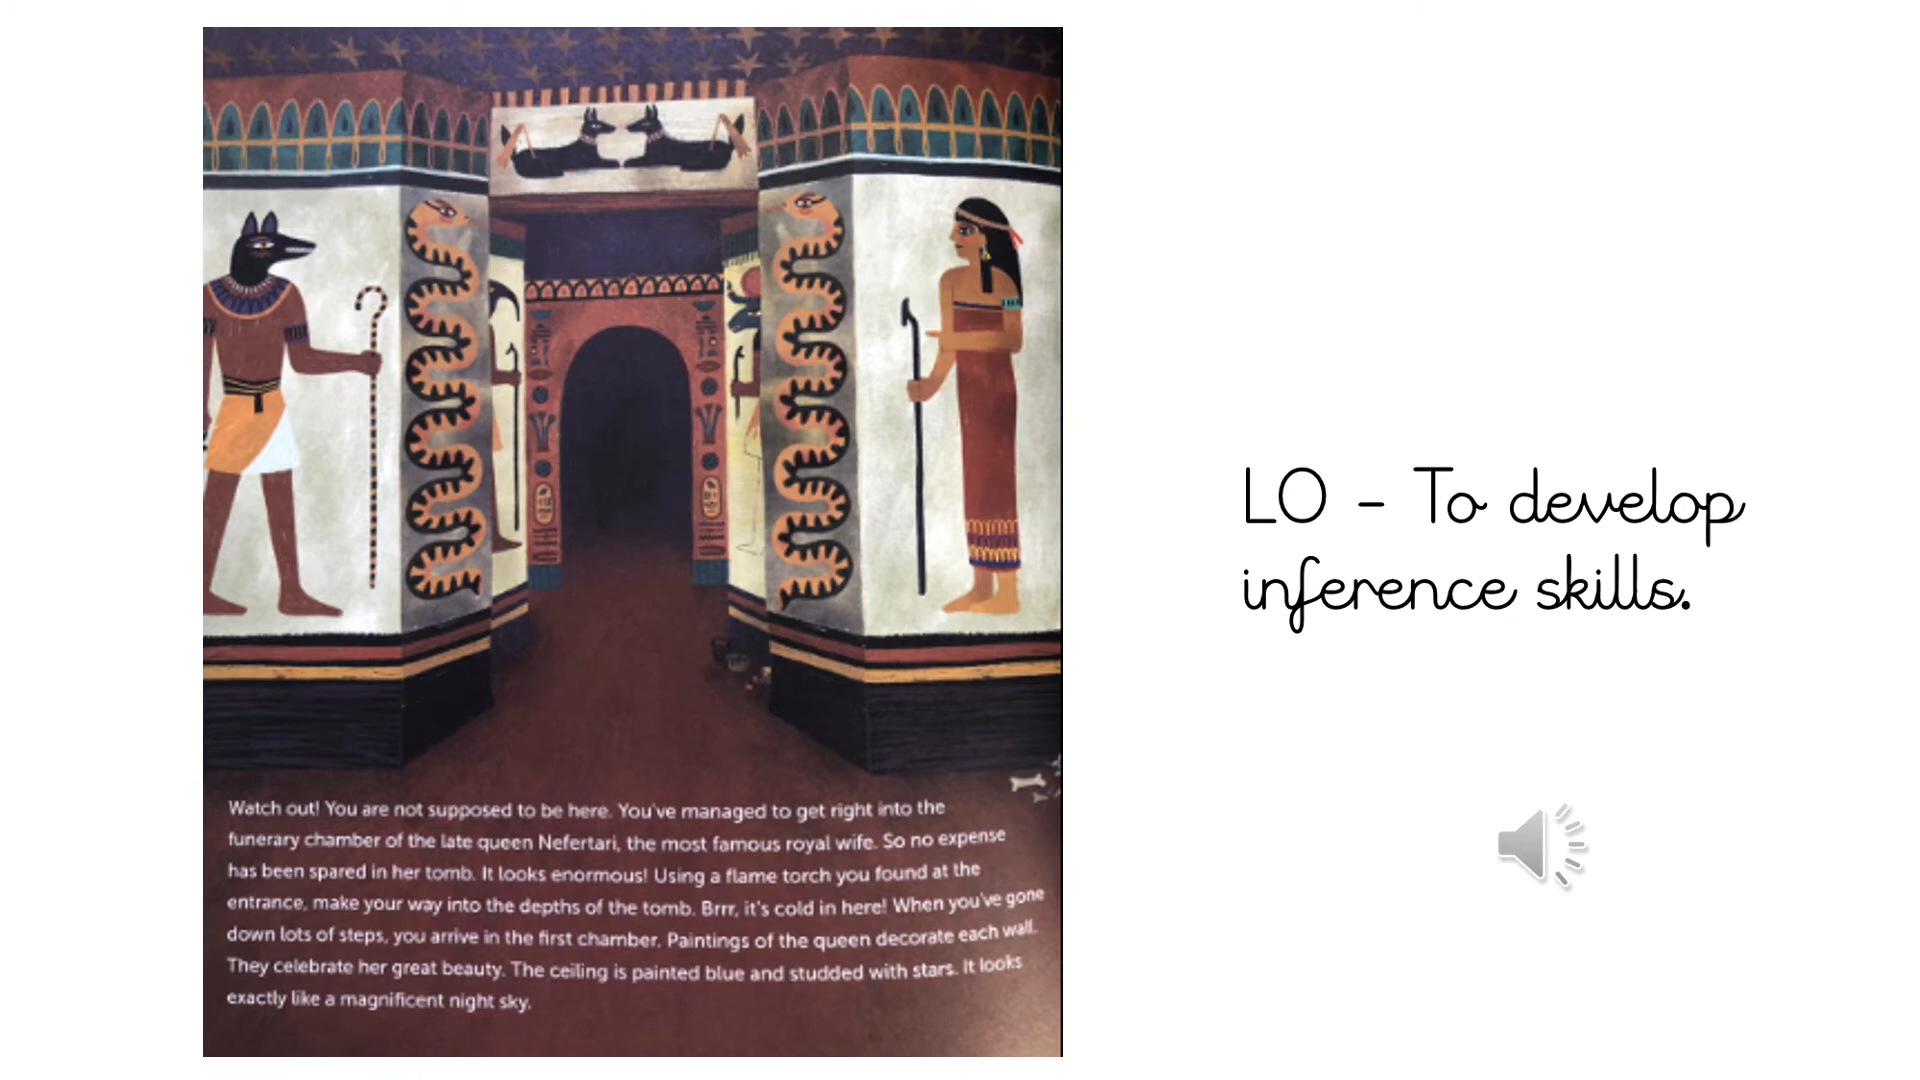 Watch out! You are not supposed to be here. You've managed to get right into the
funerary chamber of the late queen Nefertari, the most famous royal wife. So no expense
has been spared in her tomb. It looks enormous! Using a flame torch you found at the
entrance, make your way into the depths of the tomb. Brrr, it's cold in here! When you've gone
down lots of steps, you arrive in the first chamber. Paintings of the queen decorate each wall.
They celebrate her great beauty. The ceiling is painted blue and studded with stars. It looks
exactly like a magnificent night sky.
LO - To develop
inference skills.